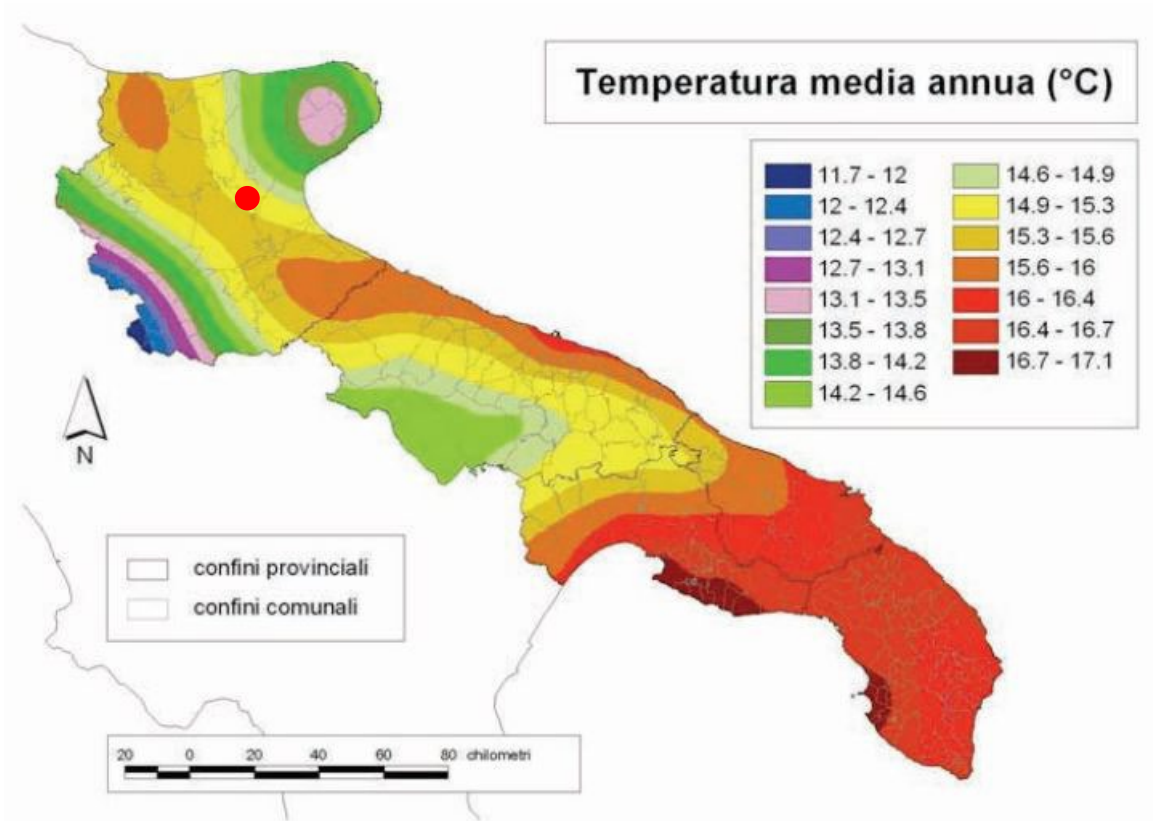 Temperatura media annua (°C)
11.7 - 12
12 - 12.4
12.4 - 12.7
12.7 - 13.1
13.1 - 13.5
13.5 - 13.8
13.8 - 14.2
14.2 - 14.6
14.6 - 14.9
14.9 - 15.3
15.3 - 15.6
15.6 - 16
16 - 16.4
16.4 - 16.7
16.7 - 17.1
N
confini provinciali
confini comunali
20 0 20 40 60 80 chilometri